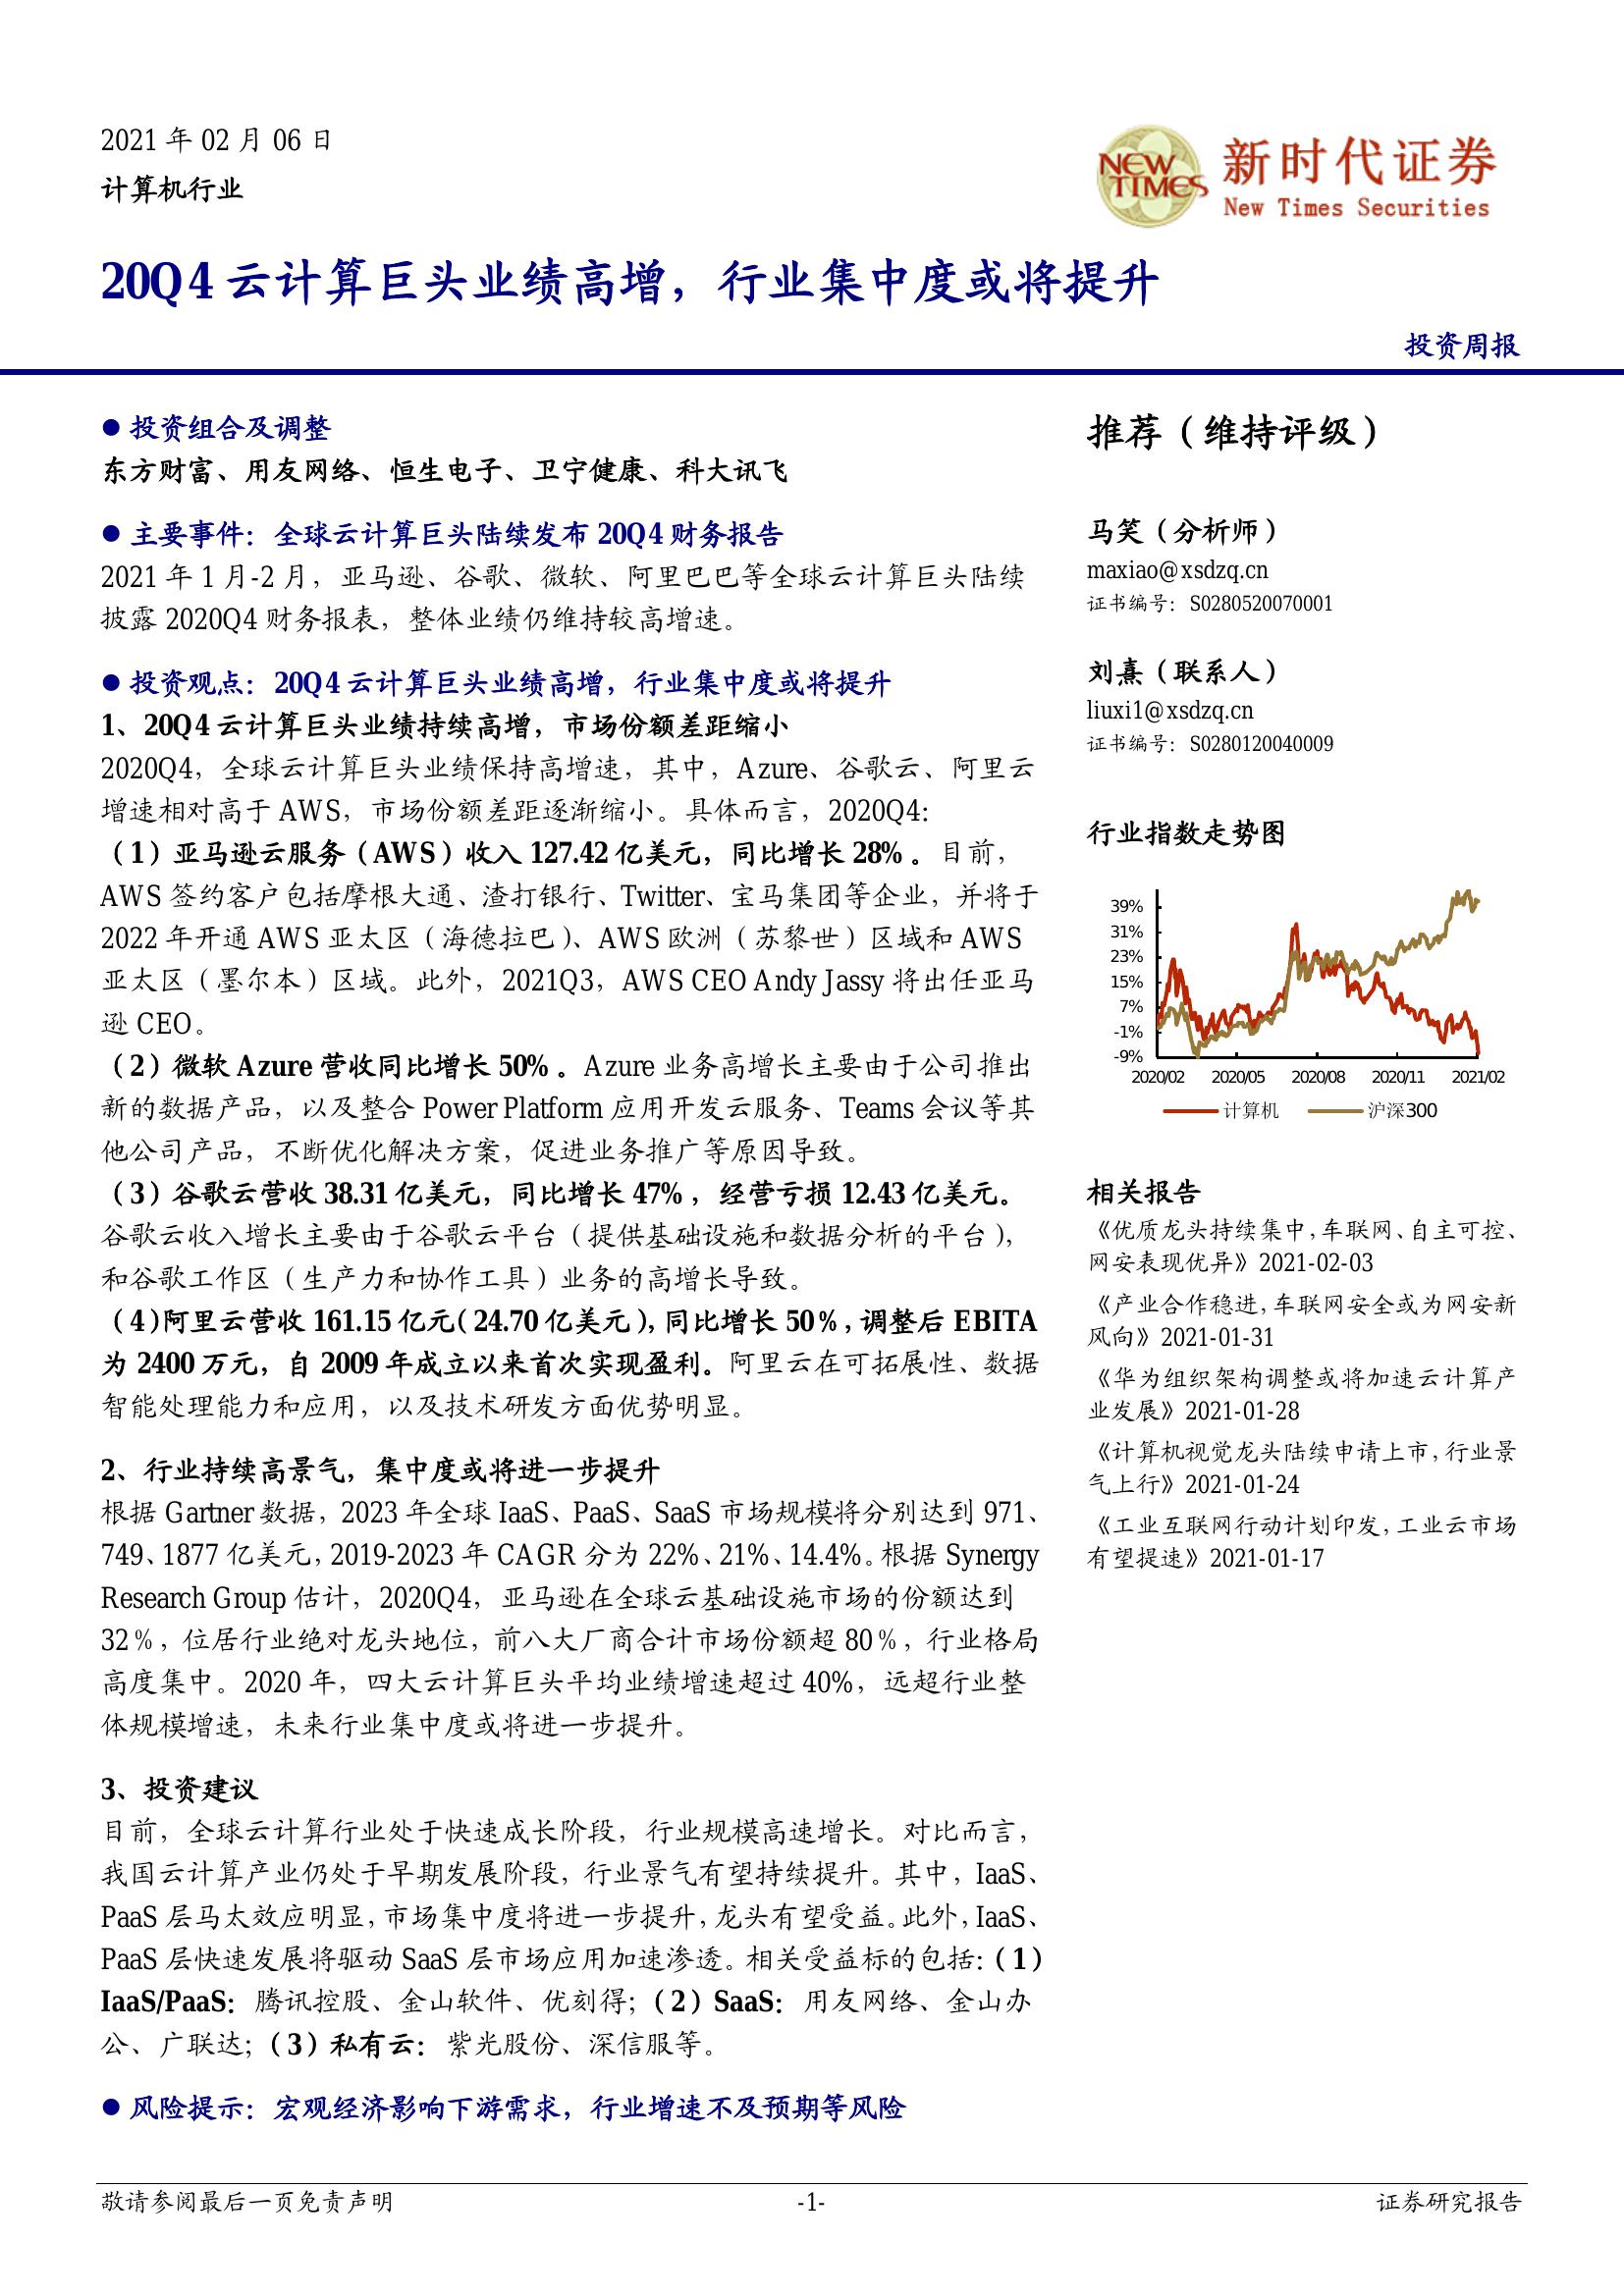 2021 年 02 月 06 日
计算机行业
NEW TIMES
新时代证券
New Times Securities
20Q4 云计算巨头业绩高增，行业集中度或将提升
投资周报
● 投资组合及调整
东方财富、用友网络、恒生电子、卫宁健康、科大讯飞
● 主要事件：全球云计算巨头陆续发布 20Q4 财务报告
2021 年 1 月-2 月，亚马逊、谷歌、微软、阿里巴巴等全球云计算巨头陆续
披露 2020Q4 财务报表，整体业绩仍维持较高增速。
● 投资观点：20Q4 云计算巨头业绩高增，行业集中度或将提升
1、20Q4 云计算巨头业绩持续高增，市场份额差距缩小
2020Q4，全球云计算巨头业绩保持高增速，其中，Azure、谷歌云、阿里云
增速相对高于 AWS，市场份额差距逐渐缩小。具体而言，2020Q4：
（1）亚马逊云服务（AWS）收入 127.42 亿美元，同比增长 28%。目前，
AWS 签约客户包括摩根大通、渣打银行、Twitter、宝马集团等企业，并将于
2022 年开通 AWS 亚太区（海德拉巴）、AWS 欧洲（苏黎世）区域和 AWS
亚太区（墨尔本）区域。此外，2021Q3，AWS CEO Andy Jassy 将出任亚马
逊 CEO。
（2）微软 Azure 营收同比增长 50%。Azure 业务高增长主要由于公司推出
新的数据产品，以及整合 Power Platform 应用开发云服务、Teams 会议等其
他公司产品，不断优化解决方案，促进业务推广等原因导致。
（3）谷歌云营收 38.31 亿美元，同比增长 47%，经营亏损 12.43 亿美元。
谷歌云收入增长主要由于谷歌云平台（提供基础设施和数据分析的平台），
和谷歌工作区（生产力和协作工具）业务的高增长导致。
（4）阿里云营收 161.15 亿元（24.70 亿美元），同比增长 50%，调整后 EBITA
为 2400 万元，自 2009 年成立以来首次实现盈利。阿里云在可拓展性、数据
智能处理能力和应用，以及技术研发方面优势明显。
2、行业持续高景气，集中度或将进一步提升
根据 Gartner 数据，2023 年全球 IaaS、PaaS、SaaS 市场规模将分别达到 971、
749、1877 亿美元，2019-2023 年 CAGR 分为 22%、21%、14.4%。根据 Synergy
Research Group 估计，2020Q4，亚马逊在全球云基础设施市场的份额达到
32%，位居行业绝对龙头地位，前八大厂商合计市场份额超 80%，行业格局
高度集中。2020 年，四大云计算巨头平均业绩增速超过 40%，远超行业整
体规模增速，未来行业集中度或将进一步提升。
3、投资建议
目前，全球云计算行业处于快速成长阶段，行业规模高速增长。对比而言，
我国云计算产业仍处于早期发展阶段，行业景气有望持续提升。其中，IaaS、
PaaS 层马太效应明显，市场集中度将进一步提升，龙头有望受益。此外，IaaS、
PaaS 层快速发展将驱动 SaaS 层市场应用加速渗透。相关受益标的包括：（1）
IaaS/PaaS：腾讯控股、金山软件、优刻得；（2）SaaS：用友网络、金山办
公、广联达；（3）私有云：紫光股份、深信服等。
● 风险提示：宏观经济影响下游需求，行业增速不及预期等风险
推荐（维持评级）
马笑（分析师）
maxiao@xsdzq.cn
证书编号：S0280520070001
刘熹（联系人）
liuxi1@xsdzq.cn
证书编号：S0280120040009
行业指数走势图
39%
31%
23%
15%
7%
-1%
-9%
2020/02 2020/05 2020/08 2020/11 2021/02
计算机 沪深300
相关报告
《优质龙头持续集中，车联网、自主可控、
网安表现优异》2021-02-03
《产业合作稳进，车联网安全或为网安新
风向》2021-01-31
《华为组织架构调整或将加速云计算产
业发展》2021-01-28
《计算机视觉龙头陆续申请上市，行业景
气上行》2021-01-24
《工业互联网行动计划印发，工业云市场
有望提速》2021-01-17
敬请参阅最后一页免责声明
-1-
证券研究报告